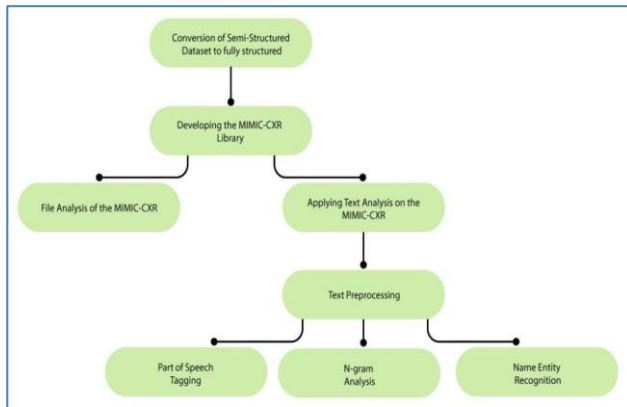 Conversion of Semi-Structured
Dataset to fully structured
Developing the MIMIC-CXR
Library
File Analysis of the MIMIC-CXR
Applying Text Analysis on the
MIMIC-CXR
Text Preprocessing
Part of Speech
Tagging
N-gram
Analysis
Name Entity
Recognition